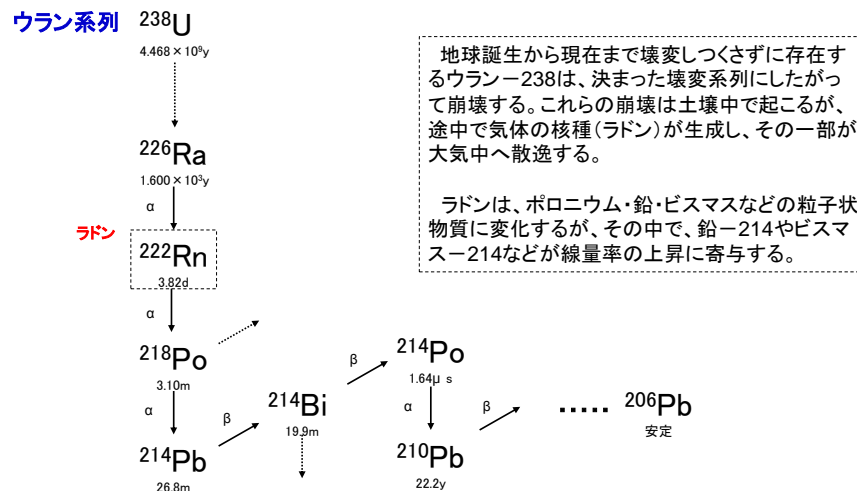 ウラン系列
²³⁸U
4.468×10⁹y
地球誕生から現在まで壊変しつくさずに存在す
るウラン－238は、決まった壊変系列にしたがっ
て崩壊する。これらの崩壊は土壌中で起こるが、
途中で気体の核種(ラドン)が生成し、その一部が
大気中へ散逸する。
ラドンは、ポロニウム・鉛・ビスマスなどの粒子状
物質に変化するが、その中で、鉛－214やビスマ
ス－214などが線量率の上昇に寄与する。
²²⁶Ra
1.600×10³y
α
ラドン
²²²Rn
3.82d
α
²¹⁸Po
3.10m
α
²¹⁴Pb
26.8m
β
²¹⁴Bi
19.9m
β
²¹⁴Po
1.64μ s
α
²¹⁰Pb
22.2y
β
..... ²⁰⁶Pb
安定